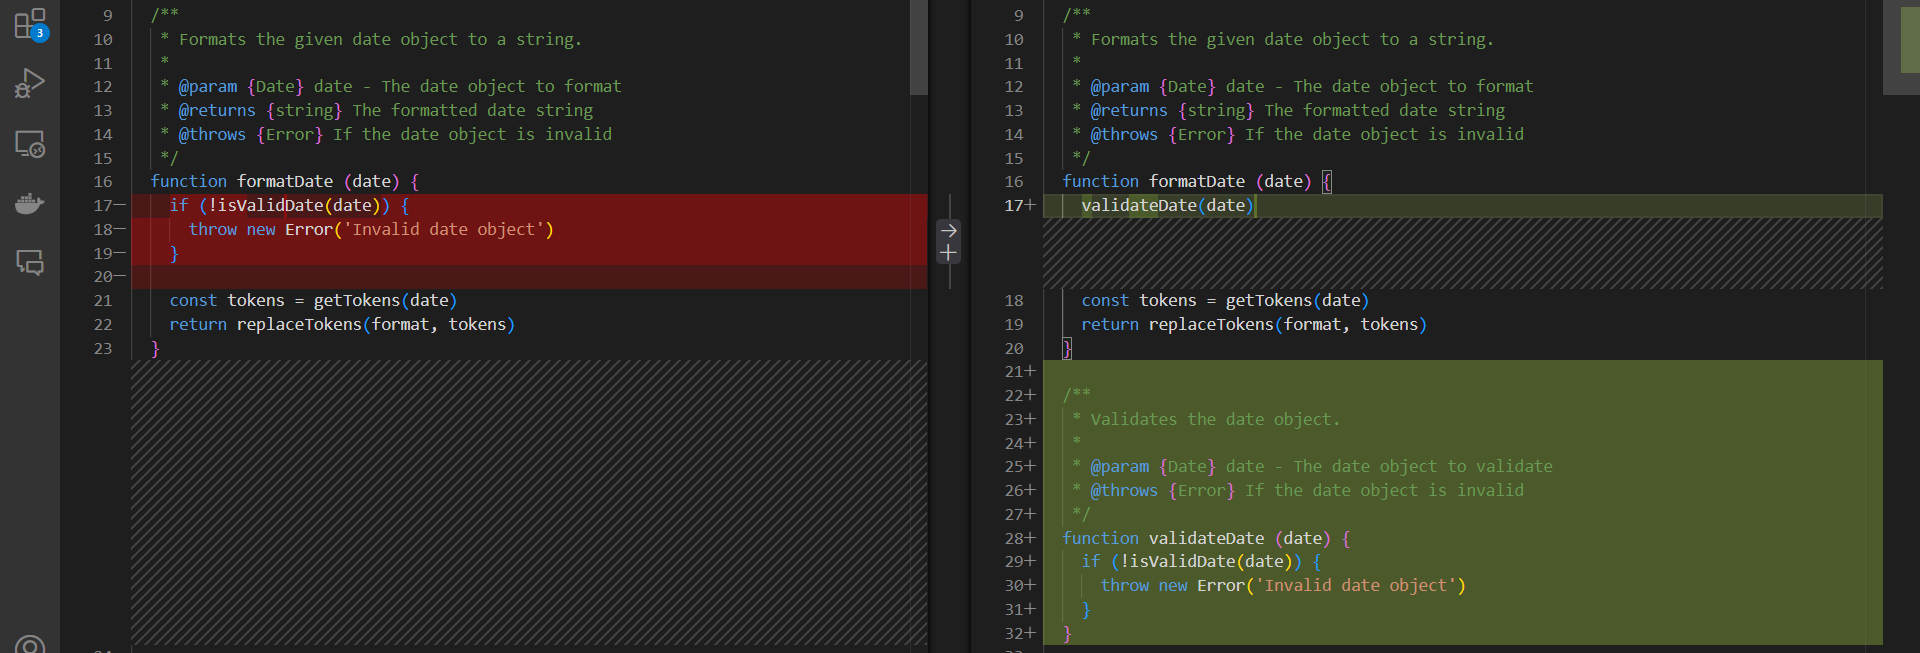 3
9 /**
10 * Formats the given date object to a string.
11 *
12 * @param {Date} date - The date object to format
13 * @returns {string} The formatted date string
14 * @throws {Error} If the date object is invalid
15 */
16 function formatDate (date) {
17— if (!isValidDate(date)) {
18— throw new Error('Invalid date object')
19— }
20—
21 const tokens = getTokens(date)
22 return replaceTokens(format, tokens)
23 }
9 /**
10 * Formats the given date object to a string.
11 *
12 * @param {Date} date - The date object to format
13 * @returns {string} The formatted date string
14 * @throws {Error} If the date object is invalid
15 */
16 function formatDate (date) {
17+ validateDate(date)
18 const tokens = getTokens(date)
19 return replaceTokens(format, tokens)
20 }
21+
22+ /**
23+ * Validates the date object.
24+ *
25+ * @param {Date} date - The date object to validate
26+ * @throws {Error} If the date object is invalid
27+ */
28+ function validateDate (date) {
29+ if (!isValidDate(date)) {
30+ throw new Error('Invalid date object')
31+ }
32+ }